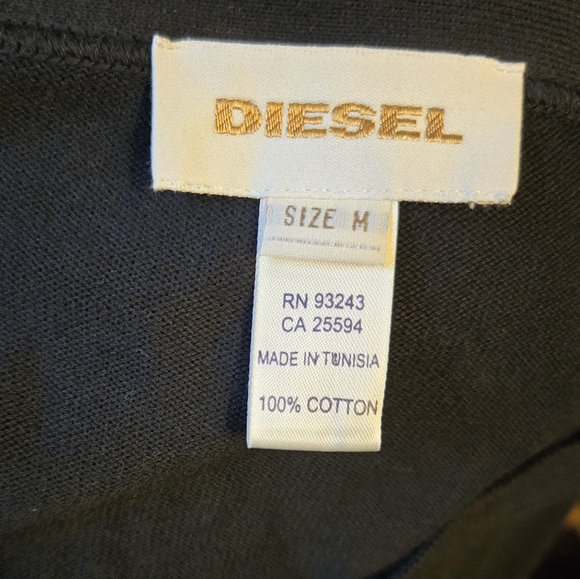 DIESEL
SIZE M
RN 93243
CA 25594
MADE IN TUNISIA
100% COTTON